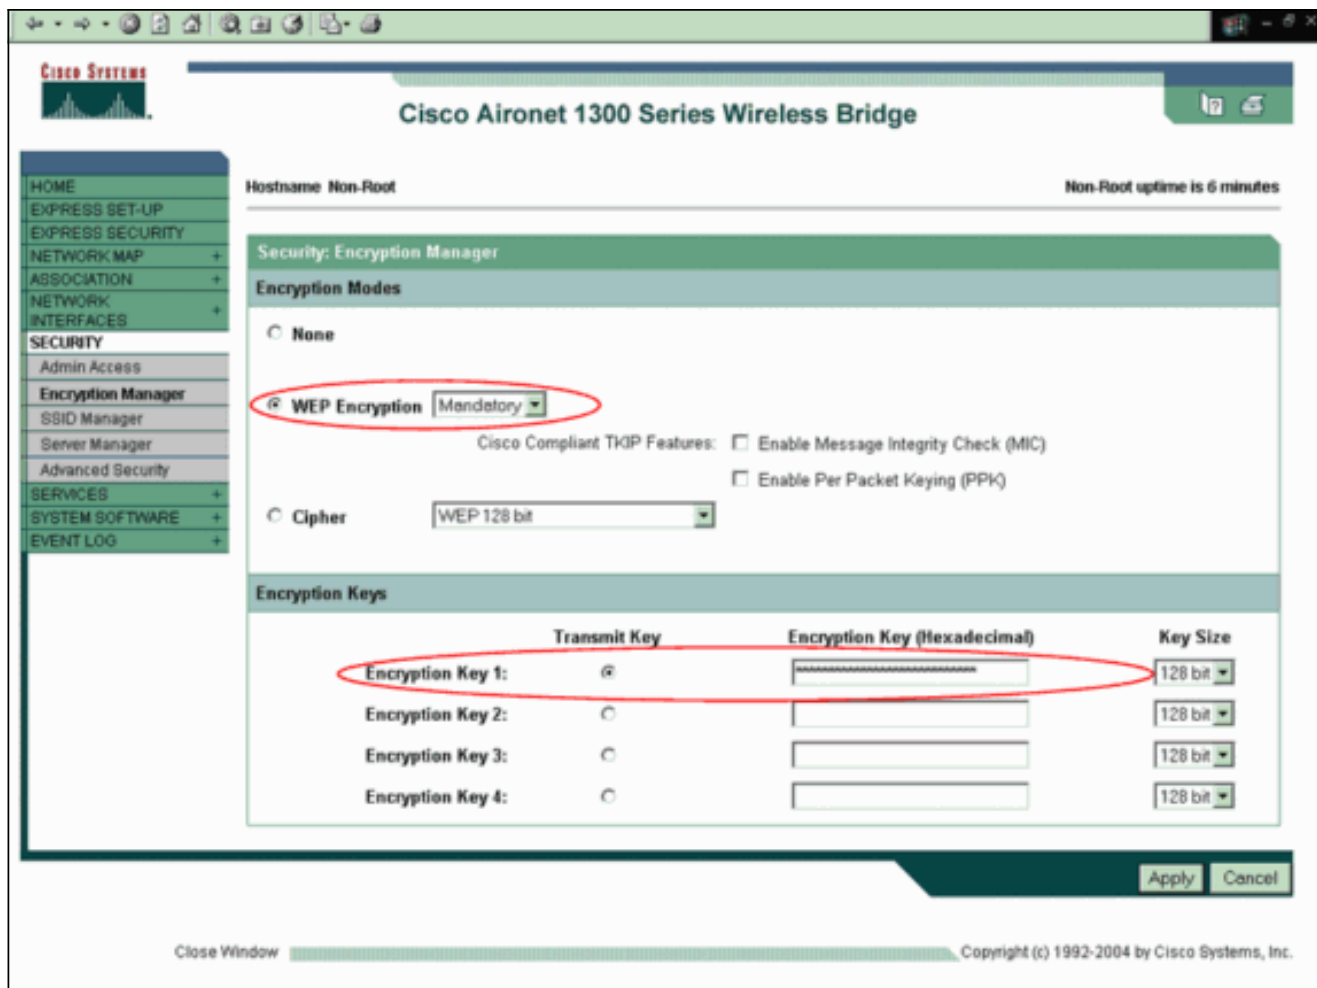 CISCO SYSTEMS
Cisco Aironet 1300 Series Wireless Bridge
HOME
EXPRESS SET-UP
EXPRESS SECURITY
NETWORK MAP +
ASSOCIATION +
NETWORK
INTERFACES +
SECURITY
Admin Access
Encryption Manager
SSID Manager
Server Manager
Advanced Security
SERVICES +
SYSTEM SOFTWARE +
EVENT LOG +
Hostname Non-Root
Non-Root uptime is 6 minutes
Security: Encryption Manager
Encryption Modes
None
WEP Encryption Mandatory
Cisco Compliant TKIP Features: Enable Message Integrity Check (MIC)
Enable Per Packet Keying (PPK)
Cipher WEP 128 bit
Encryption Keys
Transmit Key Encryption Key (Hexadecimal) Key Size
Encryption Key 1: 128 bit
Encryption Key 2: 128 bit
Encryption Key 3: 128 bit
Encryption Key 4: 128 bit
Apply Cancel
Close Window
Copyright (c) 1992-2004 by Cisco Systems, Inc.